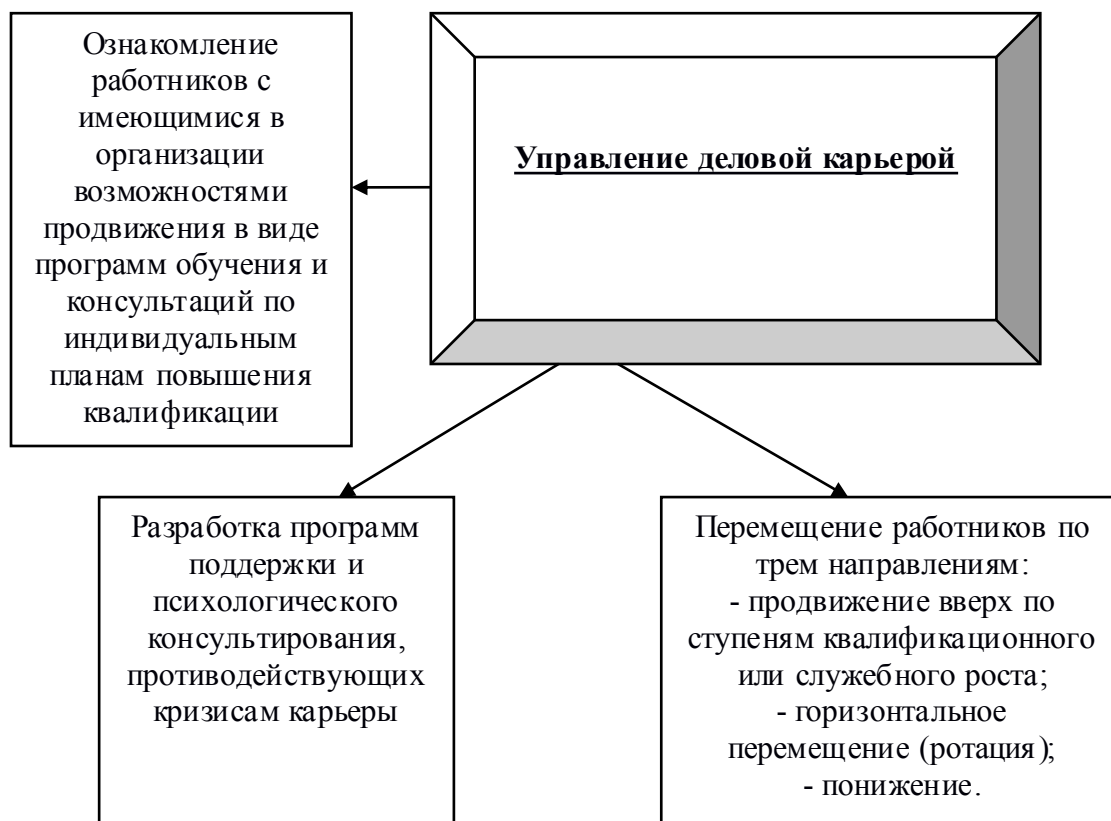 Ознакомление
работников с
имеющимися в
организации
возможностями
продвижения в виде
программ обучения и
консультаций по
индивидуальным
планам повышения
квалификации
Управление деловой карьерой
Разработка программ
поддержки и
психологического
консультирования,
противодействующих
кризисам карьеры
Перемещение работников по
трем направлениям:
- продвижение вверх по
ступеням квалификационного
или служебного роста;
- горизонтальное
перемещение (ротация);
- понижение.